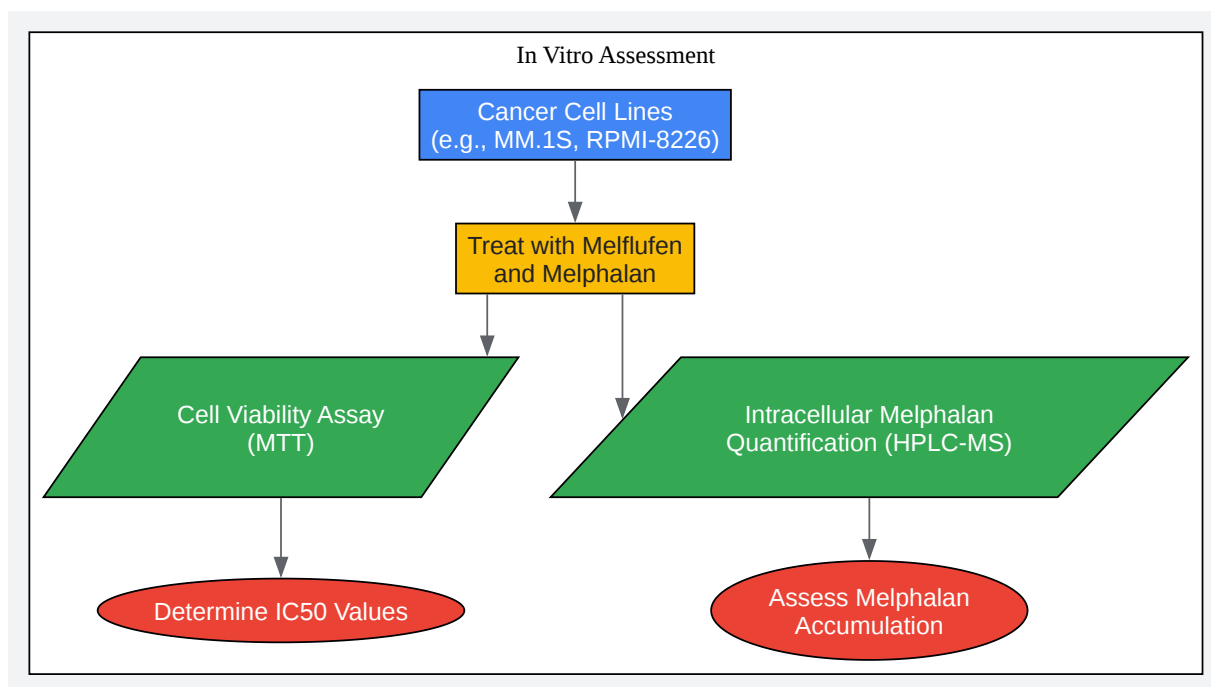 In Vitro Assessment
Cancer Cell Lines
(e.g., MM.1S, RPMI-8226)
Treat with Melflufen
and Melphalan
Cell Viability Assay
(MTT)
Intracellular Melphalan
Quantification (HPLC-MS)
Determine IC50 Values
Assess Melphalan
Accumulation